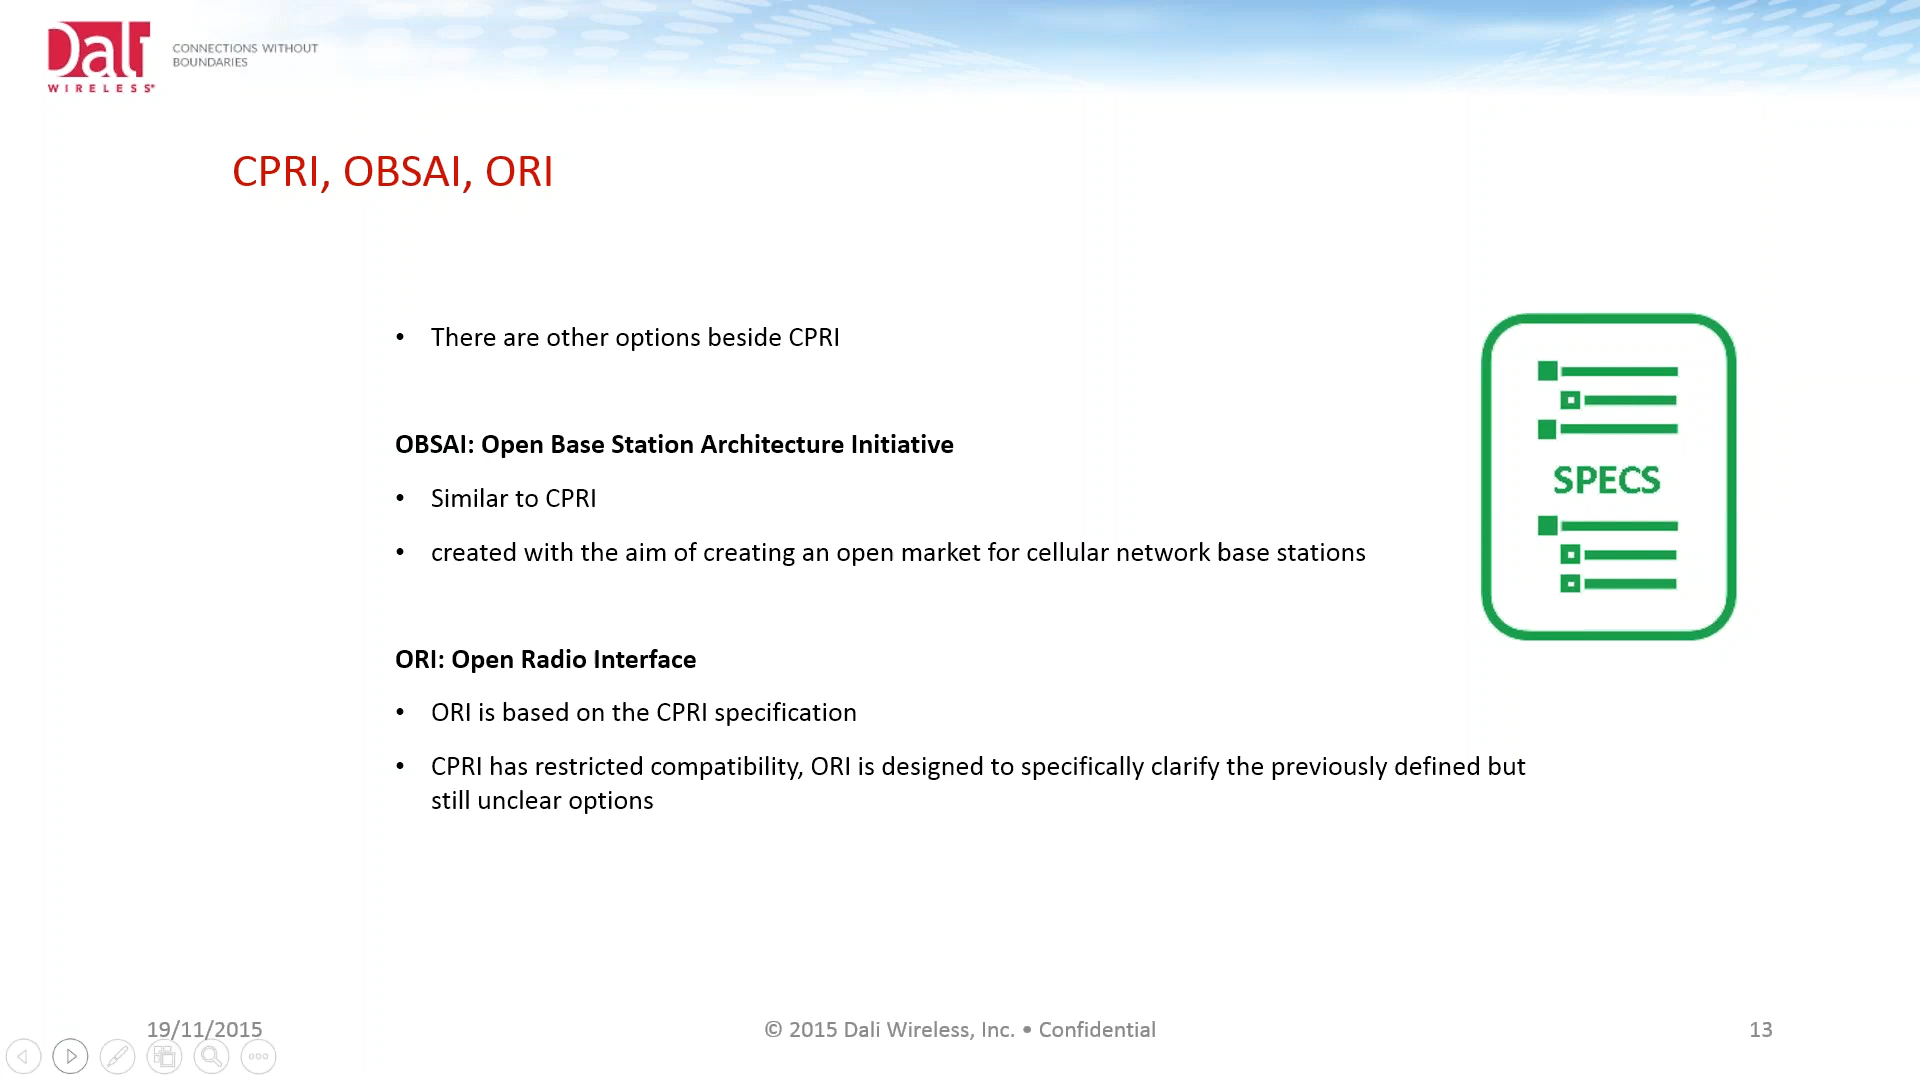 Dali
WIRELESS®
CONNECTIONS WITHOUT
BOUNDARIES
CPRI, OBSAI, ORI
• There are other options beside CPRI
OBSAI: Open Base Station Architecture Initiative
• Similar to CPRI
• created with the aim of creating an open market for cellular network base stations
ORI: Open Radio Interface
• ORI is based on the CPRI specification
• CPRI has restricted compatibility, ORI is designed to specifically clarify the previously defined but
still unclear options
SPECS
19/11/2015
© 2015 Dali Wireless, Inc. • Confidential
13